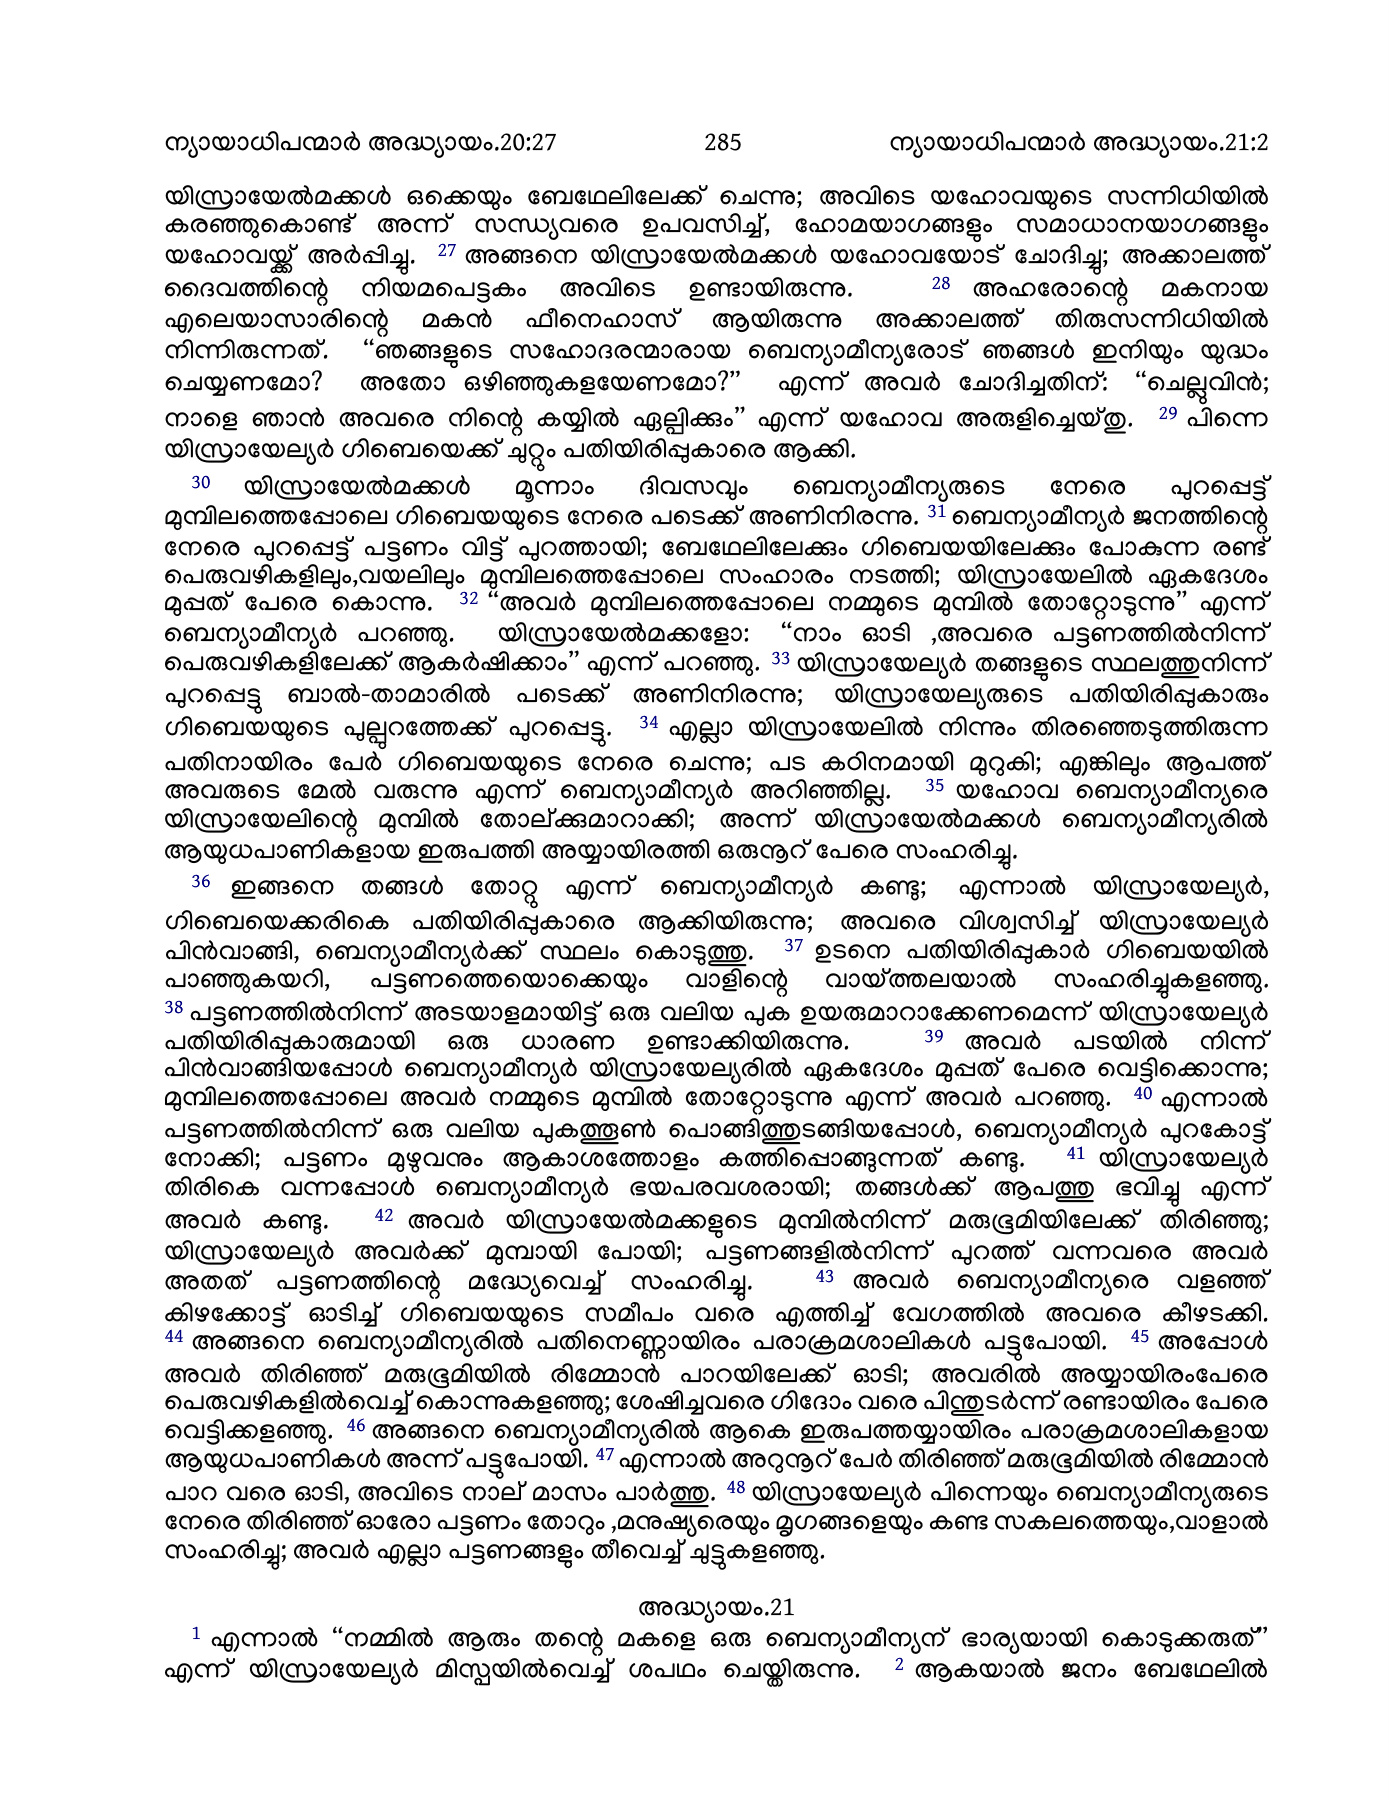 ന്യായാധിപന്മാർ അദ്ധ്യായം.20:27 285 ന്യായാധിപന്മാർ അദ്ധ്യായം.21:2
യിസ്രായേൽമക്കൾ ഒക്കെയും ബേഥേലിലേക്ക് ചെന്നു; അവിടെ യഹോവയുടെ സന്നിധിയിൽ
കരഞ്ഞുകൊണ്ട് അന്ന് സന്ധ്യവരെ ഉപവസിച്ച്, ഹോമയാഗങ്ങളും സമാധാനയാഗങ്ങളും
യഹോവയ്ക്ക് അർപ്പിച്ചു. 27 അങ്ങനെ യിസ്രായേൽമക്കൾ യഹോവയോട് ചോദിച്ചു; അക്കാലത്ത്
ദൈവത്തിന്റെ നിയമപെട്ടകം അവിടെ ഉണ്ടായിരുന്നു. 28 അഹരോന്റെ മകനായ
എലെയാസാരിന്റെ മകൻ ഫീനെഹാസ് ആയിരുന്നു അക്കാലത്ത് തിരുസന്നിധിയിൽ
നിന്നിരുന്നത്. “ഞങ്ങളുടെ സഹോദരന്മാരായ ബെന്യാമീന്യരോട് ഞങ്ങൾ ഇനിയും യുദ്ധം
ചെയ്യണമോ? അതോ ഒഴിഞ്ഞുകളയേണമോ?” എന്ന് അവർ ചോദിച്ചതിന്: “ചെല്ലുവിൻ;
നാളെ ഞാൻ അവരെ നിന്റെ കയ്യിൽ ഏല്പിക്കും” എന്ന് യഹോവ അരുളിച്ചെയ്തു. 29 പിന്നെ
യിസ്രായേല്യർ ഗിബെയെക്ക് ചുറ്റും പതിയിരിപ്പുകാരെ ആക്കി.
30 യിസ്രായേൽമക്കൾ മൂന്നാം ദിവസവും ബെന്യാമീന്യരുടെ നേരെ പുറപ്പെട്ട്
മുമ്പിലത്തെപ്പോലെ ഗിബെയയുടെ നേരെ പടെക്ക് അണിനിരന്നു. 31 ബെന്യാമീന്യർ ജനത്തിന്റെ
നേരെ പുറപ്പെട്ട് പട്ടണം വിട്ട് പുറത്തായി; ബേഥേലിലേക്കും ഗിബെയയിലേക്കും പോകുന്ന രണ്ട്
പെരുവഴികളിലും,വയലിലും മുമ്പിലത്തെപ്പോലെ സംഹാരം നടത്തി; യിസ്രായേലിൽ ഏകദേശം
മുപ്പത് പേരെ കൊന്നു. 32 “അവർ മുമ്പിലത്തെപ്പോലെ നമ്മുടെ മുമ്പിൽ തോറ്റോടുന്നു” എന്ന്
ബെന്യാമീന്യർ പറഞ്ഞു. യിസ്രായേൽമക്കളോ: “നാം ഓടി ,അവരെ പട്ടണത്തിൽനിന്ന്
പെരുവഴികളിലേക്ക് ആകർഷിക്കാം” എന്ന് പറഞ്ഞു. 33 യിസ്രായേല്യർ തങ്ങളുടെ സ്ഥലത്തുനിന്ന്
പുറപ്പെട്ടു ബാൽ-താമാരിൽ പടെക്ക് അണിനിരന്നു; യിസ്രായേല്യരുടെ പതിയിരിപ്പുകാരും
ഗിബെയയുടെ പുല്പുറത്തേക്ക് പുറപ്പെട്ടു. 34 എല്ലാ യിസ്രായേലിൽ നിന്നും തിരഞ്ഞെടുത്തിരുന്ന
പതിനായിരം പേർ ഗിബെയയുടെ നേരെ ചെന്നു; പട കഠിനമായി മുറുകി; എങ്കിലും ആപത്ത്
അവരുടെ മേൽ വരുന്നു എന്ന് ബെന്യാമീന്യർ അറിഞ്ഞില്ല. 35 യഹോവ ബെന്യാമീന്യരെ
യിസ്രായേലിന്റെ മുമ്പിൽ തോല്ക്കുമാറാക്കി; അന്ന് യിസ്രായേൽമക്കൾ ബെന്യാമീന്യരിൽ
ആയുധപാണികളായ ഇരുപത്തി അയ്യായിരത്തി ഒരുനൂറ് പേരെ സംഹരിച്ചു.
36 ഇങ്ങനെ തങ്ങൾ തോറ്റു എന്ന് ബെന്യാമീന്യർ കണ്ടു; എന്നാൽ യിസ്രായേല്യർ,
ഗിബെയെക്കരികെ പതിയിരിപ്പുകാരെ ആക്കിയിരുന്നു; അവരെ വിശ്വസിച്ച് യിസ്രായേല്യർ
പിൻവാങ്ങി, ബെന്യാമീന്യർക്ക് സ്ഥലം കൊടുത്തു. 37 ഉടനെ പതിയിരിപ്പുകാർ ഗിബെയയിൽ
പാഞ്ഞുകയറി, പട്ടണത്തെയൊക്കെയും വാളിന്റെ വായ്ത്തലയാൽ സംഹരിച്ചുകളഞ്ഞു.
38 പട്ടണത്തിൽനിന്ന് അടയാളമായിട്ട് ഒരു വലിയ പുക ഉയരുമാറാക്കേണമെന്ന് യിസ്രായേല്യർ
പതിയിരിപ്പുകാരുമായി ഒരു ധാരണ ഉണ്ടാക്കിയിരുന്നു. 39 അവർ പടയിൽ നിന്ന്
പിൻവാങ്ങിയപ്പോൾ ബെന്യാമീന്യർ യിസ്രായേല്യരിൽ ഏകദേശം മുപ്പത് പേരെ വെട്ടിക്കൊന്നു;
മുമ്പിലത്തെപ്പോലെ അവർ നമ്മുടെ മുമ്പിൽ തോറ്റോടുന്നു എന്ന് അവർ പറഞ്ഞു. 40 എന്നാൽ
പട്ടണത്തിൽനിന്ന് ഒരു വലിയ പുകത്തൂൺ പൊങ്ങിത്തുടങ്ങിയപ്പോൾ, ബെന്യാമീന്യർ പുറകോട്ട്
നോക്കി; പട്ടണം മുഴുവനും ആകാശത്തോളം കത്തിപ്പൊങ്ങുന്നത് കണ്ടു. 41 യിസ്രായേല്യർ
തിരികെ വന്നപ്പോൾ ബെന്യാമീന്യർ ഭയപരവശരായി; തങ്ങൾക്ക് ആപത്തു ഭവിച്ചു എന്ന്
അവർ കണ്ടു. 42 അവർ യിസ്രായേൽമക്കളുടെ മുമ്പിൽനിന്ന് മരുഭൂമിയിലേക്ക് തിരിഞ്ഞു;
യിസ്രായേല്യർ അവർക്ക് മുമ്പായി പോയി; പട്ടണങ്ങളിൽനിന്ന് പുറത്ത് വന്നവരെ അവർ
അതത് പട്ടണത്തിന്റെ മദ്ധ്യേവെച്ച് സംഹരിച്ചു. 43 അവർ ബെന്യാമീന്യരെ വളഞ്ഞ്
കിഴക്കോട്ട് ഓടിച്ച് ഗിബെയയുടെ സമീപം വരെ എത്തിച്ച് വേഗത്തിൽ അവരെ കീഴടക്കി.
44 അങ്ങനെ ബെന്യാമീന്യരിൽ പതിനെണ്ണായിരം പരാക്രമശാലികൾ പട്ടുപോയി. 45 അപ്പോൾ
അവർ തിരിഞ്ഞ് മരുഭൂമിയിൽ രിമ്മോൻ പാറയിലേക്ക് ഓടി; അവരിൽ അയ്യായിരംപേരെ
പെരുവഴികളിൽവെച്ച് കൊന്നുകളഞ്ഞു; ശേഷിച്ചവരെ ഗിദോം വരെ പിന്തുടർന്ന് രണ്ടായിരം പേരെ
വെട്ടിക്കളഞ്ഞു. 46 അങ്ങനെ ബെന്യാമീന്യരിൽ ആകെ ഇരുപത്തയ്യായിരം പരാക്രമശാലികളായ
ആയുധപാണികൾ അന്ന് പട്ടുപോയി. 47 എന്നാൽ അറുനൂറ് പേർ തിരിഞ്ഞ് മരുഭൂമിയിൽ രിമ്മോൻ
പാറ വരെ ഓടി, അവിടെ നാല് മാസം പാർത്തു. 48 യിസ്രായേല്യർ പിന്നെയും ബെന്യാമീന്യരുടെ
നേരെ തിരിഞ്ഞ് ഓരോ പട്ടണം തോറും ,മനുഷ്യരെയും മൃഗങ്ങളെയും കണ്ട സകലത്തെയും,വാളാൽ
സംഹരിച്ചു; അവർ എല്ലാ പട്ടണങ്ങളും തീവെച്ച് ചുട്ടുകളഞ്ഞു.
അദ്ധ്യായം.21
1 എന്നാൽ “നമ്മിൽ ആരും തന്റെ മകളെ ഒരു ബെന്യാമീന്യന് ഭാര്യയായി കൊടുക്കരുത്”
എന്ന് യിസ്രായേല്യർ മിസ്പയിൽവെച്ച് ശപഥം ചെയ്തിരുന്നു. 2 ആകയാൽ ജനം ബേഥേലിൽ